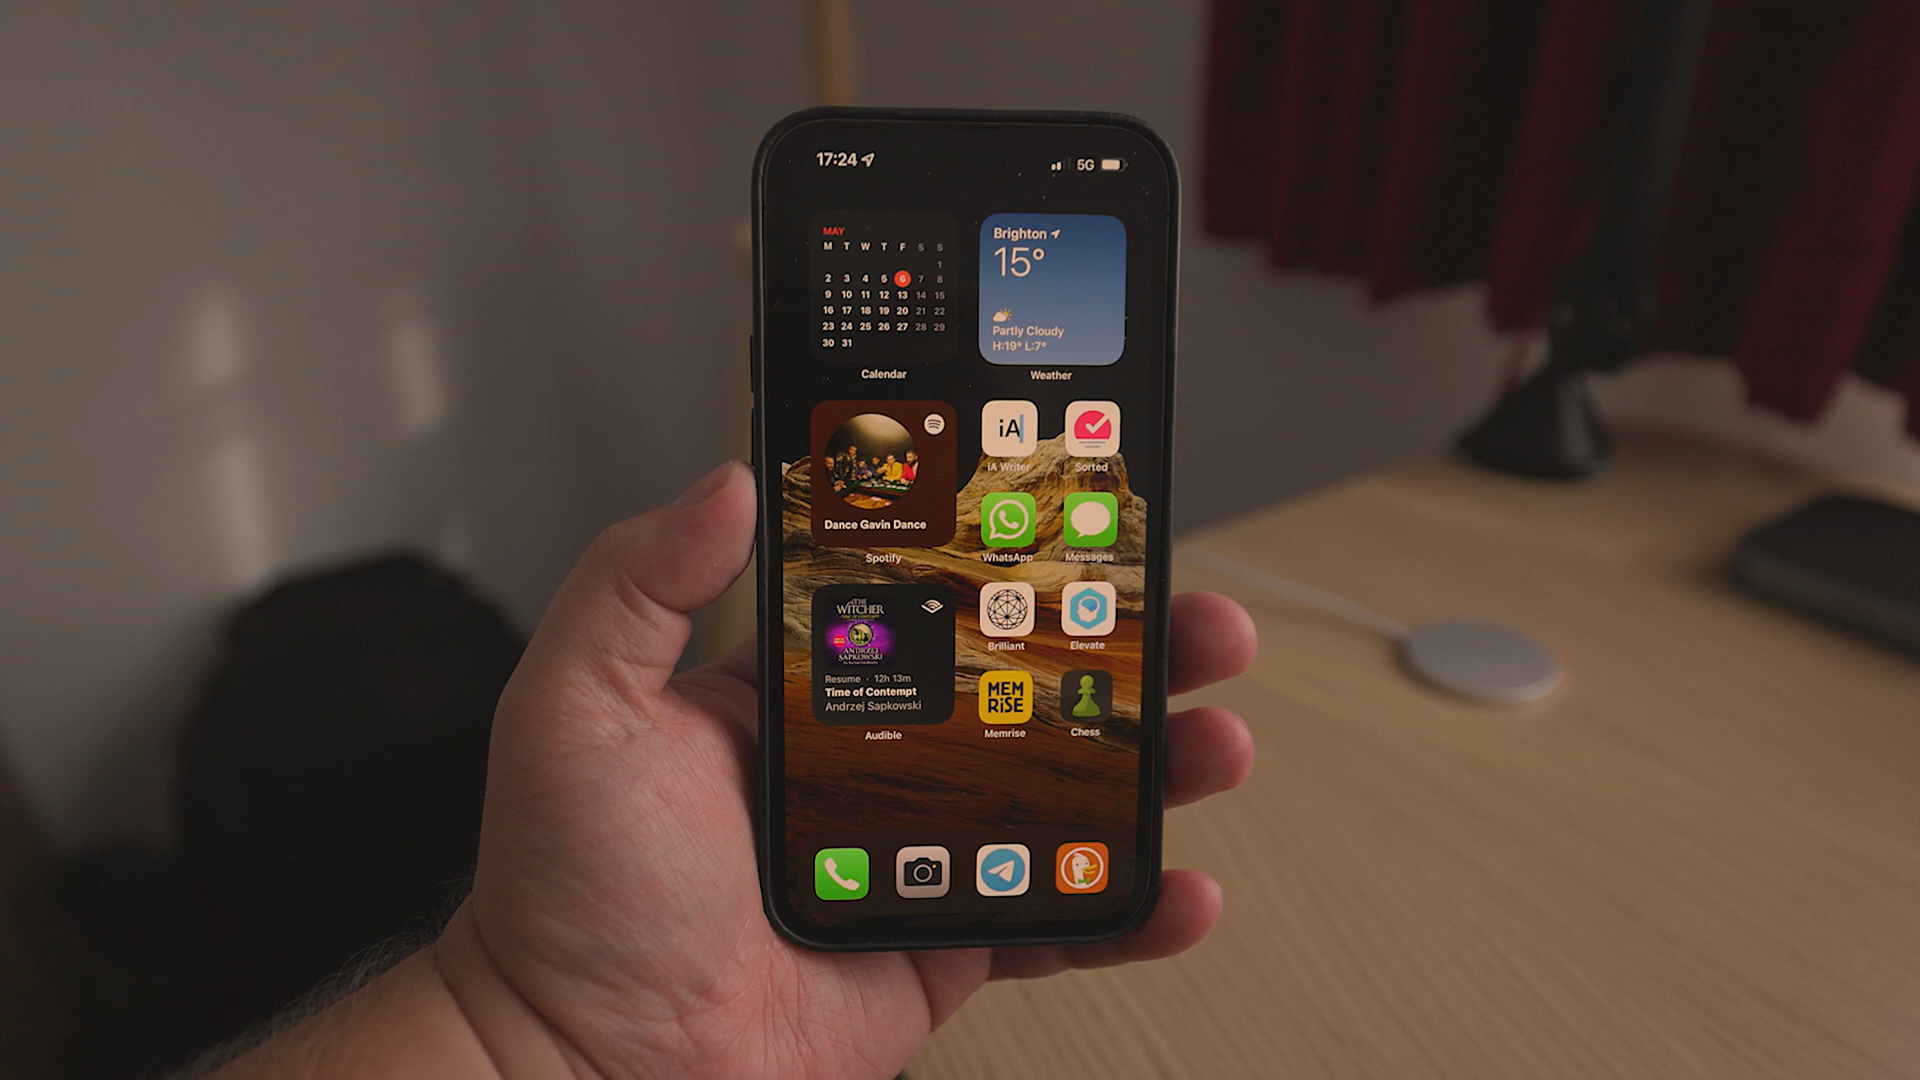 17:24
5G
MAY
M T W T F S S
1
2 3 4 5 6 7 8
9 10 11 12 13 14 15
16 17 18 19 20 21 22
23 24 25 26 27 28 29
30 31
Calendar
Brighton
15°
Partly Cloudy
H:19° L:7°
Weather
Dance Gavin Dance
Spotify
iA
iA Writer
Sorted
WhatsApp
Messages
THE
WITCHER
TIME OF CONTEMPT
ANDRZEJ
SAPKOWSKI
Resume · 12h 13m
Time of Contempt
Andrzej Sapkowski
Audible
Brilliant
Elevate
MEM
RiSE
Memrise
Chess